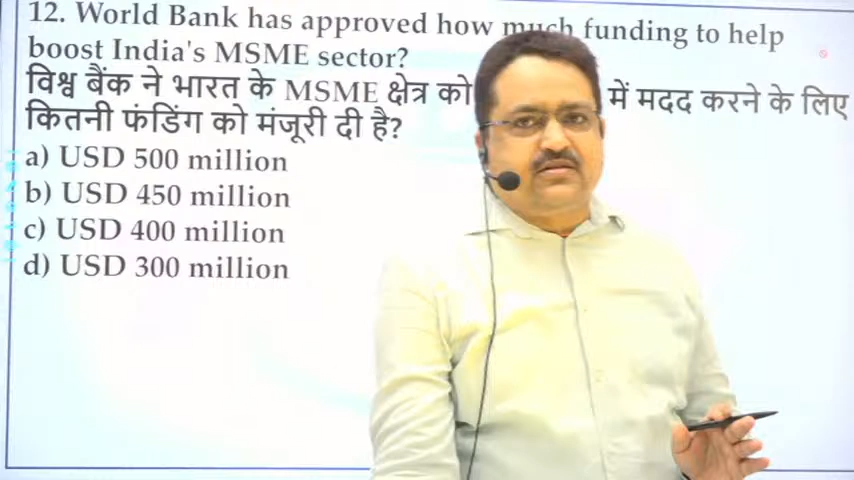 12. World Bank has approved how much funding to help
boost India's MSME sector?
विश्व बैंक ने भारत के MSME क्षेत्र को में मदद करने के लिए
कितनी फंडिंग को मंजूरी दी है?
a) USD 500 million
b) USD 450 million
c) USD 400 million
d) USD 300 million